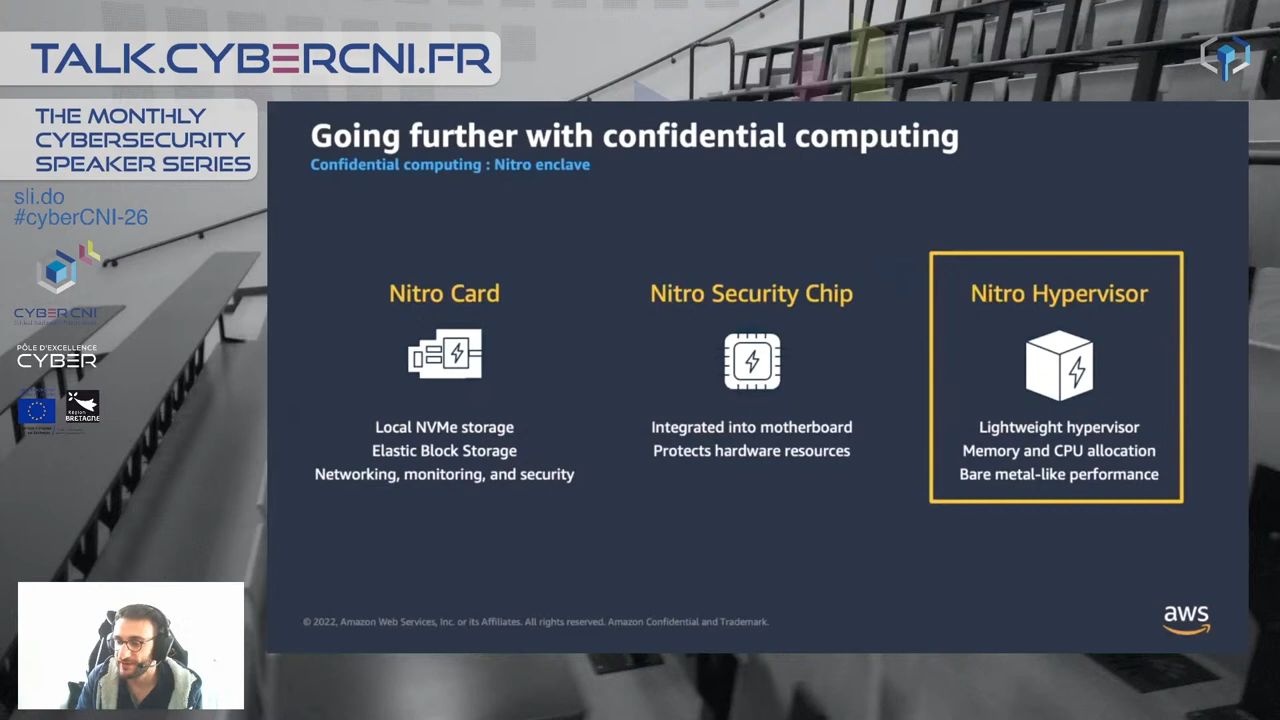 TALK.CYBERCNI.FR
THE MONTHLY
CYBERSECURITY
SPEAKER SERIES
sli.do
#cyberCNI-26
CYBERCNI
PÔLE D'EXCELLENCE
CYBER
Région
BRETAGNE
Going further with confidential computing
Confidential computing : Nitro enclave
Nitro Card
Local NVMe storage
Elastic Block Storage
Networking, monitoring, and security
Nitro Security Chip
Integrated into motherboard
Protects hardware resources
Nitro Hypervisor
Lightweight hypervisor
Memory and CPU allocation
Bare metal-like performance
© 2022, Amazon Web Services, Inc. or its Affiliates. All rights reserved. Amazon Confidential and Trademark.
aws